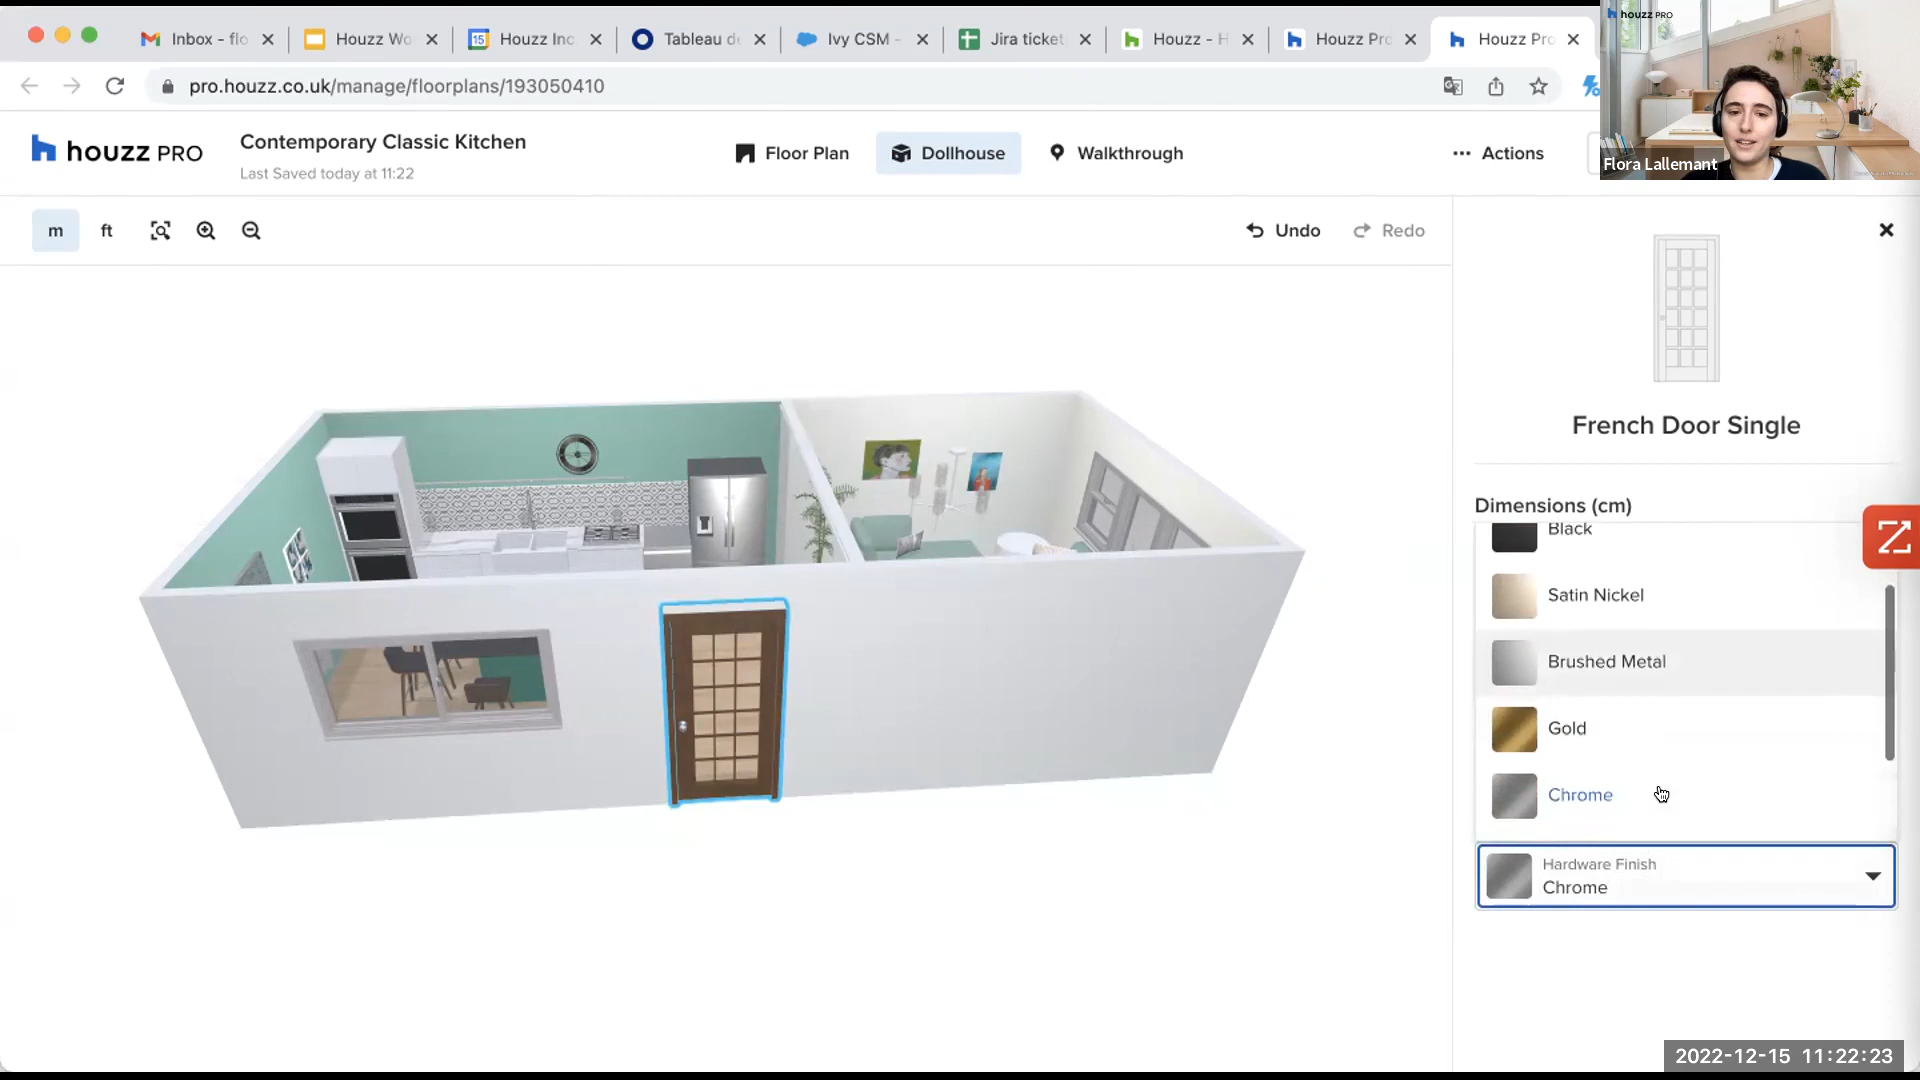 Inbox - flo
Houzz Wo
15
Houzz Inc
Tableau de
Ivy CSM -
Jira ticket
Houzz - H
Houzz Pro
Houzz Pro
houzz PRO
pro.houzz.co.uk/manage/floorplans/193050410
Flora Lallemant
houzz PRO
Contemporary Classic Kitchen
Last Saved today at 11:22
Floor Plan
Dollhouse
Walkthrough
Actions
m
ft
Undo
Redo
French Door Single
Dimensions (cm)
Black
Satin Nickel
Brushed Metal
Gold
Chrome
Hardware Finish
Chrome
2022-12-15 11:22:23